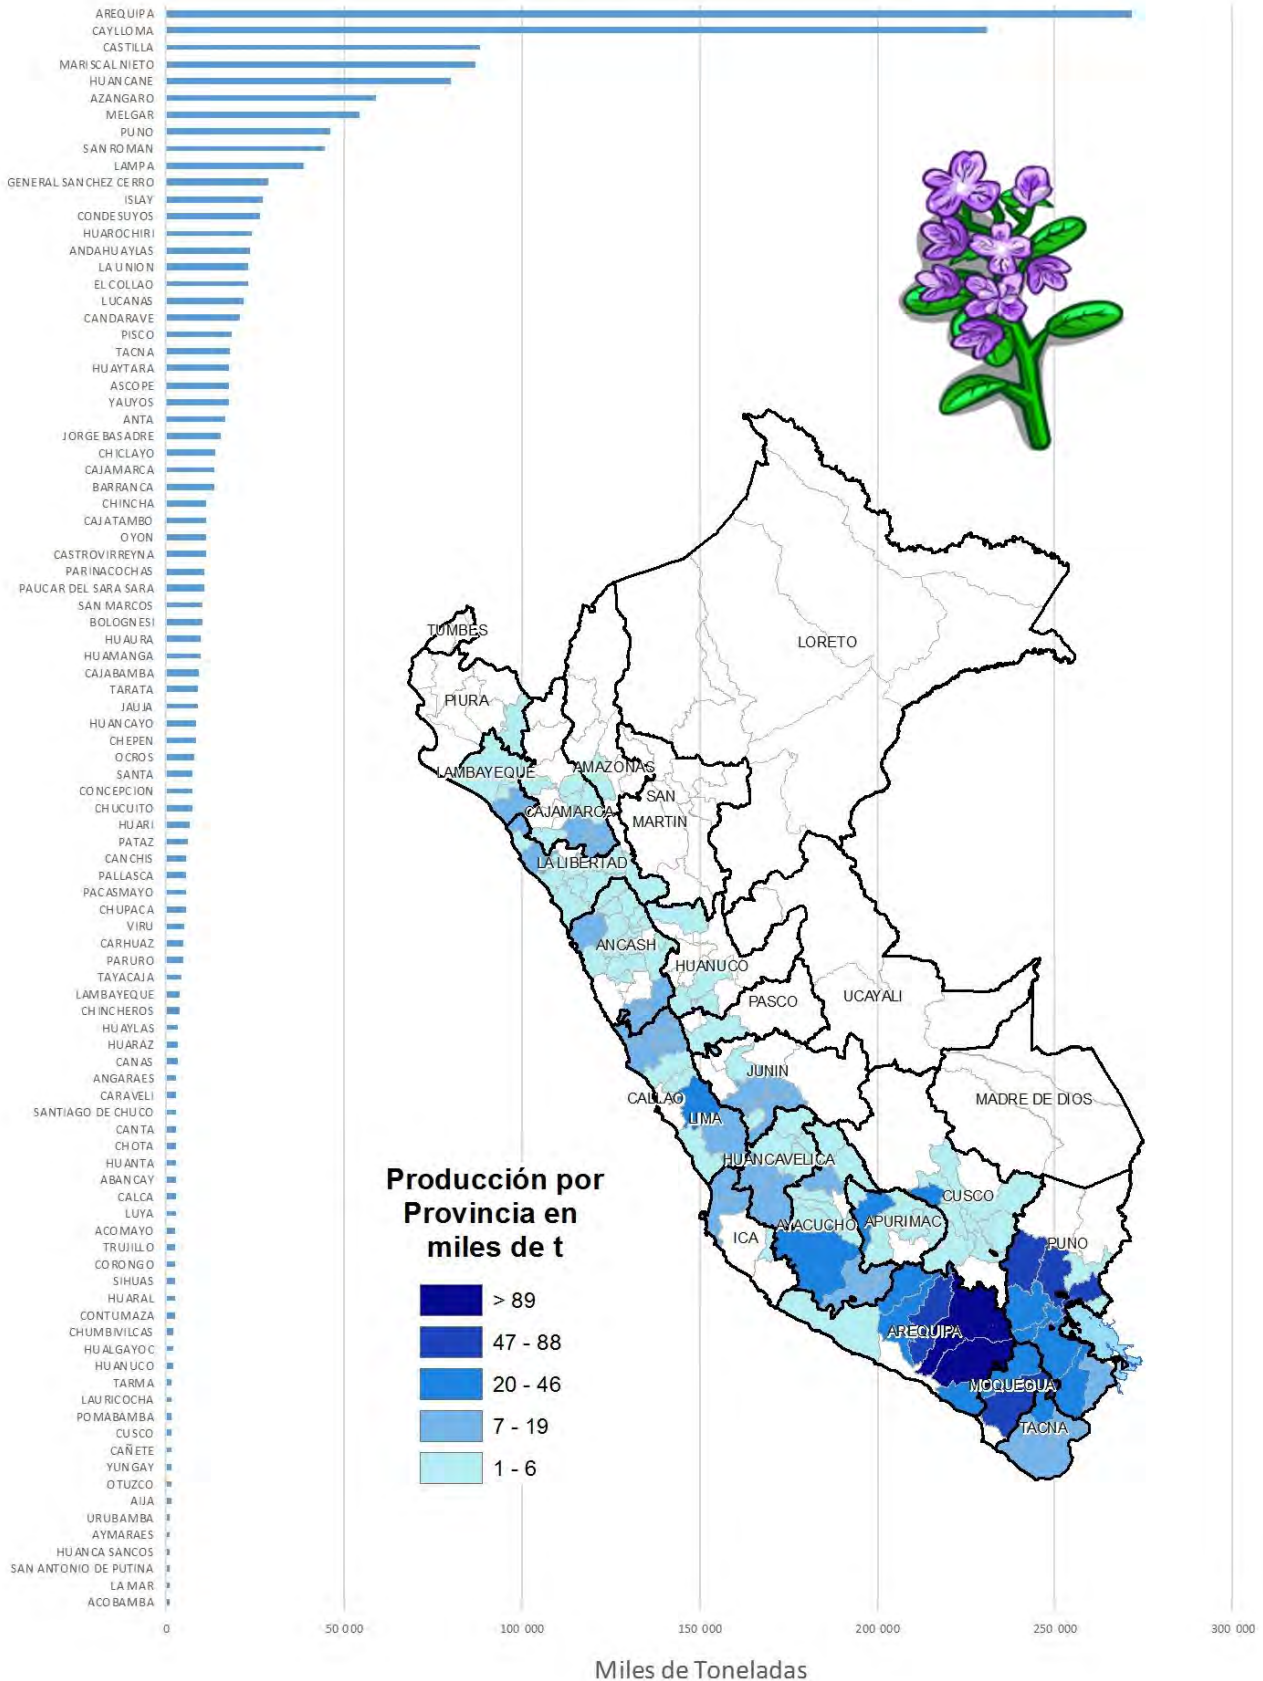 AREQUIPA
CAYLLOMA
CASTILLA
MARISCAL NIETO
HUANCANE
AZANGARO
MELGAR
PUNO
SAN ROMAN
LAMPA
GENERAL SANCHEZ CERRO
ISLAY
CONDESUYOS
HUAROCHIRI
ANDAHUAYLAS
LA UNION
EL COLLAO
LUCANAS
CANDARAVE
PISCO
TACNA
HUAYTARA
ASCOPE
YAUYOS
ANTA
JORGE BASADRE
CHICLAYO
CAJAMARCA
BARRANCA
CHINCHA
CAJATAMBO
OYON
CASTROVIRREYNA
PARINACOCHAS
PAUCAR DEL SARA SARA
SAN MARCOS
BOLOGNESI
HUAURA
HUAMANGA
CAJABAMBA
TARATA
JAUJA
HUANCAYO
CHEPEN
OCROS
SANTA
CONCEPCION
CHUCUITO
HUARI
PATAZ
CANCHIS
PALLASCA
PACASMAYO
CHUPACA
VIRU
CARHUAZ
PARURO
TAYACAJA
LAMBAYEQUE
CHINCHEROS
HUAYLAS
HUARAZ
CANAS
ANGARAES
CARAVELI
SANTIAGO DE CHUCO
CANTA
CHOTA
HUANTA
ABANCAY
CALCA
LUYA
ACOMAYO
TRUJILLO
CORONGO
SIHUAS
HUARAL
CONTUMAZA
CHUMBIVILCAS
HUALGAYOC
HUANUCO
TARMA
LAURICOCHA
POMABAMBA
CUSCO
CAÑETE
YUNGAY
OTUZCO
AIJA
URUBAMBA
AYMARAES
HUANCA SANCOS
SAN ANTONIO DE PUTINA
LA MAR
ACOBAMBA
0
50 000
100 000
150 000
200 000
250 000
300 000
Miles de Toneladas
TUMBES
LORETO
PIURA
LAMBAYEQUE
AMAZONAS
SAN
MARTIN
CAJAMARCA
LA LIBERTAD
ANCASH
HUANUCO
PASCO
UCAYALI
JUNIN
CALLAO
LIMA
MADRE DE DIOS
HUANCAVELICA
CUSCO
AYACUCHO
APURIMAC
ICA
PUNO
AREQUIPA
MOQUEGUA
TACNA
Producción por
Provincia en
miles de t
> 89
47 - 88
20 - 46
7 - 19
1 - 6